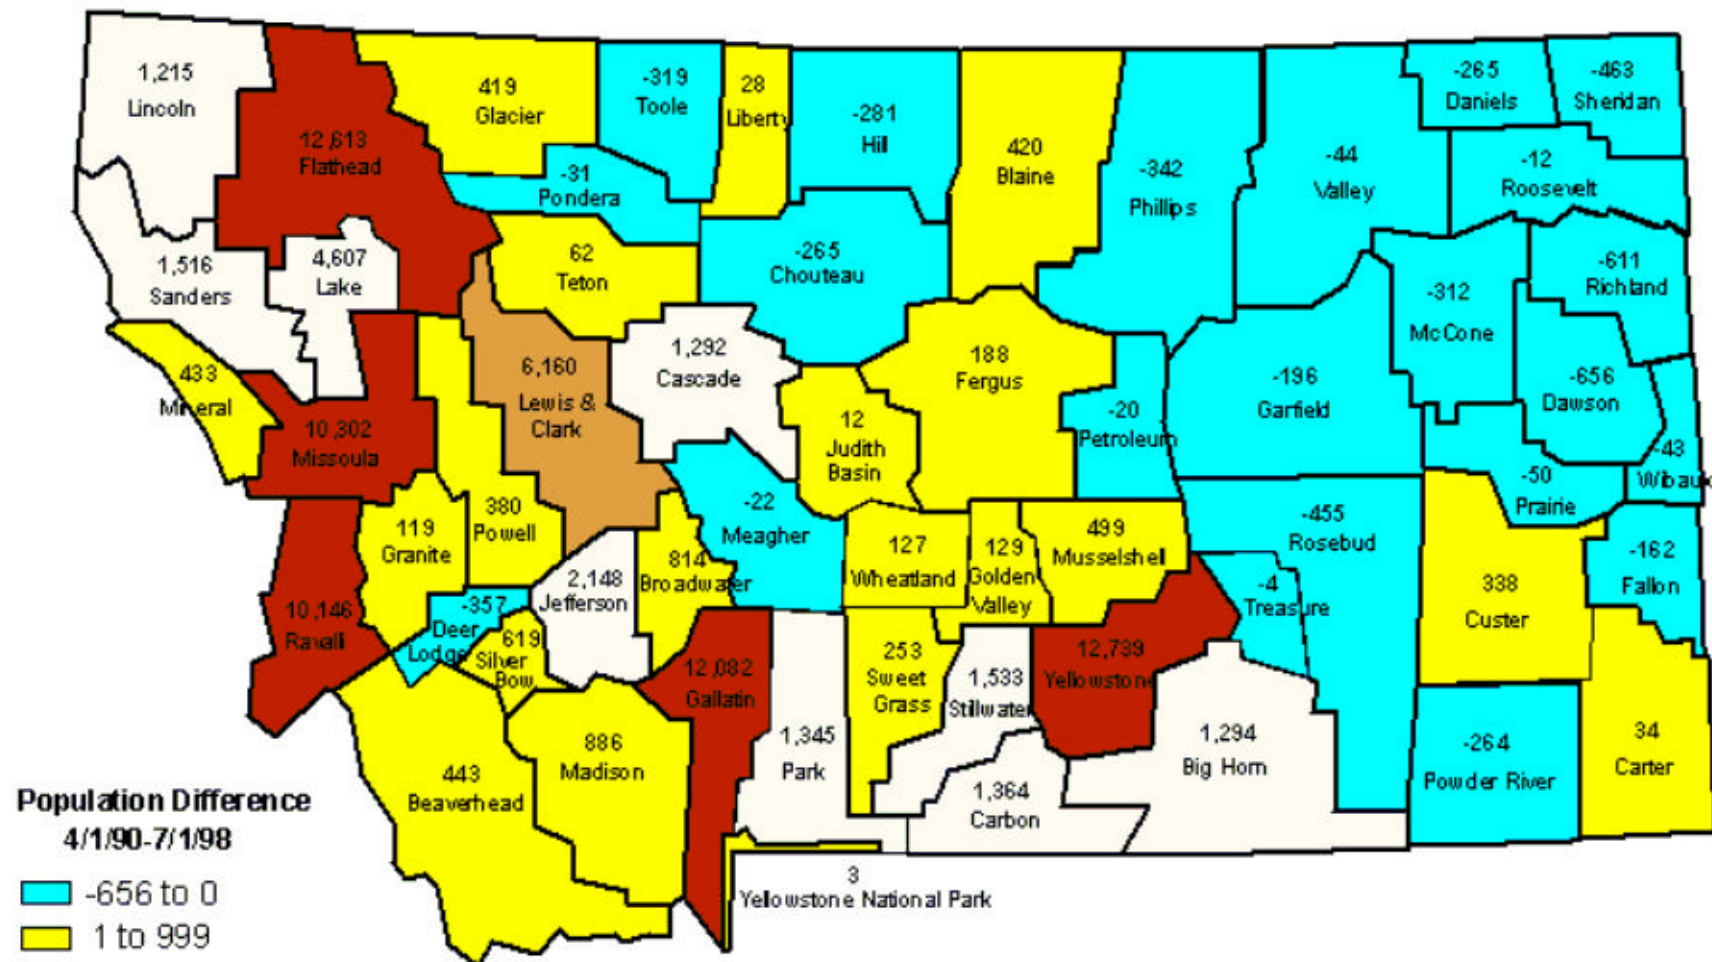 1,215
Lincoln
12,613
Flathead
419
Glacier
-319
Toole
28
Liberty
-281
Hill
420
Blaine
-342
Phillips
-44
Valley
-265
Daniels
-463
Sheridan
-12
Roosevelt
-31
Pondera
1,516
Sanders
4,607
Lake
62
Teton
-265
Chouteau
-312
McCone
-611
Richland
433
Mineral
10,302
Missoula
6,160
Lewis &
Clark
1,292
Cascade
12
Judith
Basin
188
Fergus
-20
Petroleum
-196
Garfield
-656
Dawson
-43
Wibaux
-50
Prairie
119
Granite
380
Powell
-22
Meagher
127
Wheatland
129
Golden
Valley
499
Musselshell
-455
Rosebud
-4
Treasure
338
Custer
-162
Fallon
10,146
Ravalli
-357
Deer
Lodge
619
Silver
Bow
2,148
Jefferson
814
Broadwater
12,082
Gallatin
1,345
Park
253
Sweet
Grass
1,533
Stillwater
12,739
Yellowstone
1,294
Big Horn
1,364
Carbon
-264
Powder River
34
Carter
443
Beaverhead
886
Madison
3
Yellowstone National Park
Population Difference
4/1/90-7/1/98
-656 to 0
1 to 999